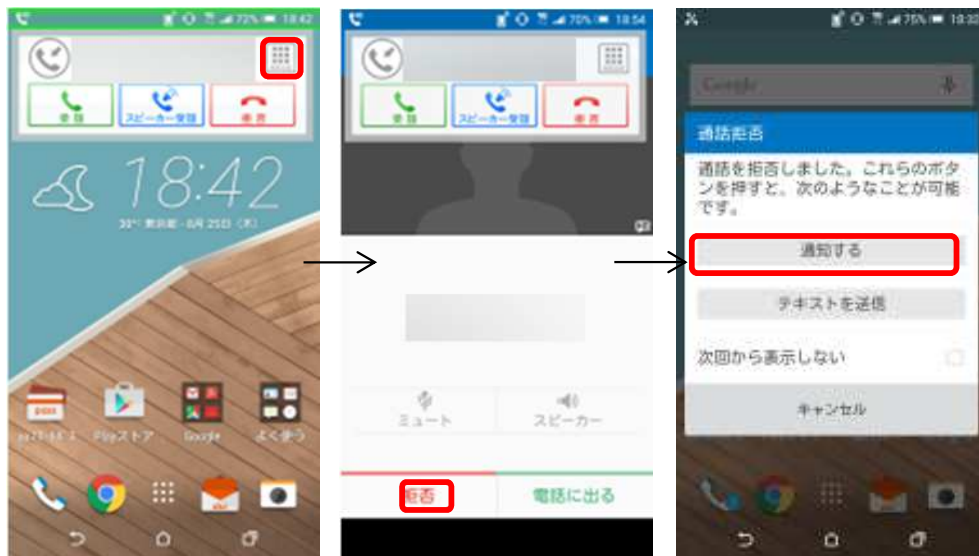 72% 18:42
受話
スピーカー受話
拒否
18:42
Playストア
Google
よく使う
70% 18:54
受話
スピーカー受話
拒否
ミュート
スピーカー
拒否
電話に出る
75%
Google
通話拒否
通話を拒否しました。これらのボタ
ンを押すと、次のようなことが可能
です。
通知する
テキストを送信
次回から表示しない
キャンセル